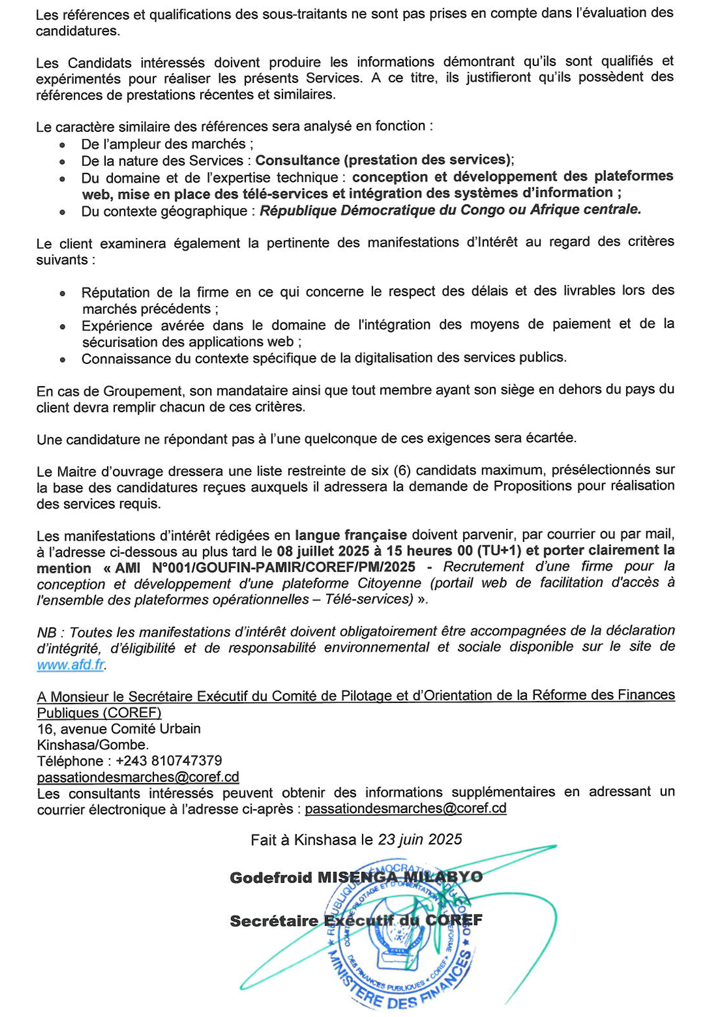 Les références et qualifications des sous-traitants ne sont pas prises en compte dans l'évaluation des
candidatures.
Les Candidats intéressés doivent produire les informations démontrant qu'ils sont qualifiés et
expérimentés pour réaliser les présents Services. A ce titre, ils justifieront qu'ils possèdent des
références de prestations récentes et similaires.
Le caractère similaire des références sera analysé en fonction :
• De l'ampleur des marchés ;
• De la nature des Services : Consultance (prestation des services);
• Du domaine et de l'expertise technique : conception et développement des plateformes
web, mise en place des télé-services et intégration des systèmes d'information ;
• Du contexte géographique : République Démocratique du Congo ou Afrique centrale.
Le client examinera également la pertinente des manifestations d'Intérêt au regard des critères
suivants :
• Réputation de la firme en ce qui concerne le respect des délais et des livrables lors des
marchés précédents ;
• Expérience avérée dans le domaine de l'intégration des moyens de paiement et de la
sécurisation des applications web ;
• Connaissance du contexte spécifique de la digitalisation des services publics.
En cas de Groupement, son mandataire ainsi que tout membre ayant son siège en dehors du pays du
client devra remplir chacun de ces critères.
Une candidature ne répondant pas à l'une quelconque de ces exigences sera écartée.
Le Maitre d'ouvrage dressera une liste restreinte de six (6) candidats maximum, présélectionnés sur
la base des candidatures reçues auxquels il adressera la demande de Propositions pour réalisation
des services requis.
Les manifestations d'intérêt rédigées en langue française doivent parvenir, par courrier ou par mail,
à l'adresse ci-dessous au plus tard le 08 juillet 2025 à 15 heures 00 (TU+1) et porter clairement la
mention « AMI N°001/GOUFIN-PAMIR/COREF/PM/2025 - Recrutement d'une firme pour la
conception et développement d'une plateforme Citoyenne (portail web de facilitation d'accès à
l'ensemble des plateformes opérationnelles – Télé-services) ».
NB : Toutes les manifestations d'intérêt doivent obligatoirement être accompagnées de la déclaration
d'intégrité, d'éligibilité et de responsabilité environnemental et sociale disponible sur le site de
www.afd.fr.
A Monsieur le Secrétaire Exécutif du Comité de Pilotage et d'Orientation de la Réforme des Finances
Publiques (COREF)
16, avenue Comité Urbain
Kinshasa/Gombe.
Téléphone : +243 810747379
passationdesmarches@coref.cd
Les consultants intéressés peuvent obtenir des informations supplémentaires en adressant un
courrier électronique à l'adresse ci-après : passationdesmarches@coref.cd
Fait à Kinshasa le 23 juin 2025
Godefroid MISENGA MILABYO
Secrétaire Exécutif du COREF
RÉPUBLIQUE DÉMOCRATIQUE DU CONGO
DES FINANCES PUBLIQUES « COREF »
MINISTERE DES FINANCES